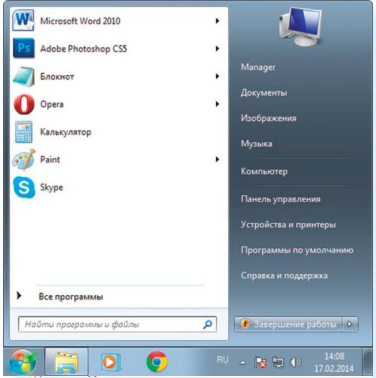 Microsoft Word 2010
Ps Adobe Photoshop CS5
Блокнот
Opera
Калькулятор
Paint
Skype
Все программы
Найти программы и файлы
Manager
Документы
Изображения
Музыка
Компьютер
Панель управления
Устройства и принтеры
Программы по умолчанию
Справка и поддержка
Завершение работы
RU
14:08
17.02.2014